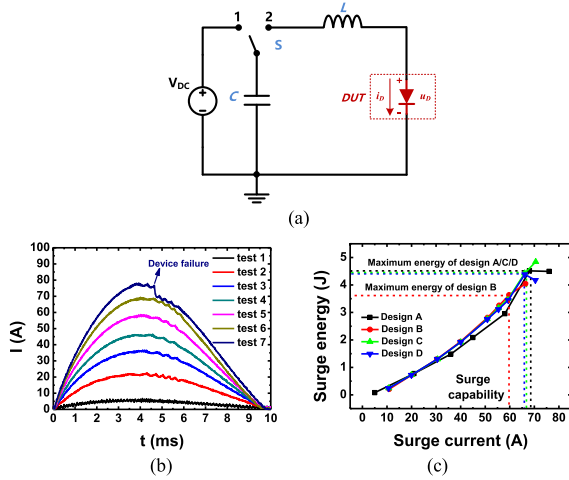 1 2 L
S
V_DC
C
DUT i_D + u_D -
(a)
I (A)
100
90
80
70
60
50
40
30
20
10
0
Device failure
test 1
test 2
test 3
test 4
test 5
test 6
test 7
0 1 2 3 4 5 6 7 8 9 10
t (ms)
(b)
Surge energy (J)
5
4
3
2
1
0
Maximum energy of design A/C/D
Maximum energy of design B
Design A
Design B
Design C
Design D
Surge
capability
0 10 20 30 40 50 60 70 80
Surge current (A)
(c)